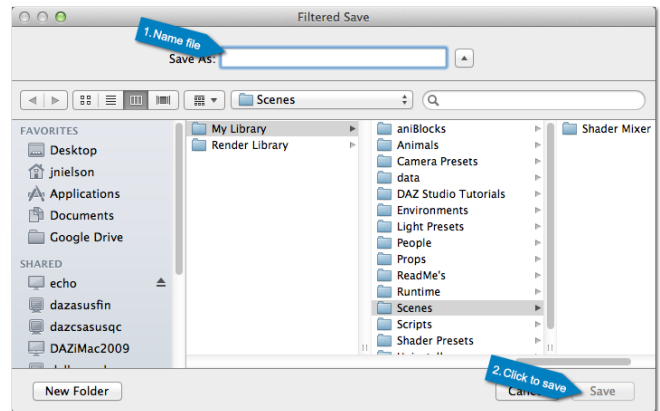 Filtered Save
1. Name file
Save As:
Scenes
FAVORITES
Desktop
jnielson
Applications
Documents
Google Drive
SHARED
echo
dazasusfin
dazcsasusqc
DAZiMac2009
My Library
Render Library
aniBlocks
Animals
Camera Presets
data
DAZ Studio Tutorials
Environments
Light Presets
People
Props
ReadMe's
Runtime
Scenes
Scripts
Shader Presets
Shader Mixer
2. Click to save
New Folder
Cancel
Save